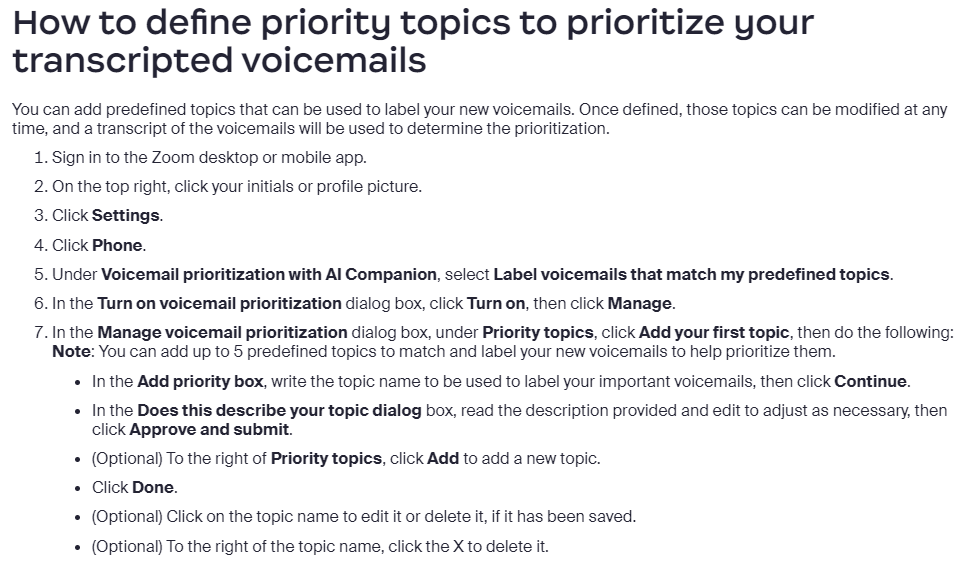 How to define priority topics to prioritize your
transcripted voicemails
You can add predefined topics that can be used to label your new voicemails. Once defined, those topics can be modified at any
time, and a transcript of the voicemails will be used to determine the prioritization.
1. Sign in to the Zoom desktop or mobile app.
2. On the top right, click your initials or profile picture.
3. Click Settings.
4. Click Phone.
5. Under Voicemail prioritization with AI Companion, select Label voicemails that match my predefined topics.
6. In the Turn on voicemail prioritization dialog box, click Turn on, then click Manage.
7. In the Manage voicemail prioritization dialog box, under Priority topics, click Add your first topic, then do the following:
Note: You can add up to 5 predefined topics to match and label your new voicemails to help prioritize them.
• In the Add priority box, write the topic name to be used to label your important voicemails, then click Continue.
• In the Does this describe your topic dialog box, read the description provided and edit to adjust as necessary, then
click Approve and submit.
• (Optional) To the right of Priority topics, click Add to add a new topic.
• Click Done.
• (Optional) Click on the topic name to edit it or delete it, if it has been saved.
• (Optional) To the right of the topic name, click the X to delete it.